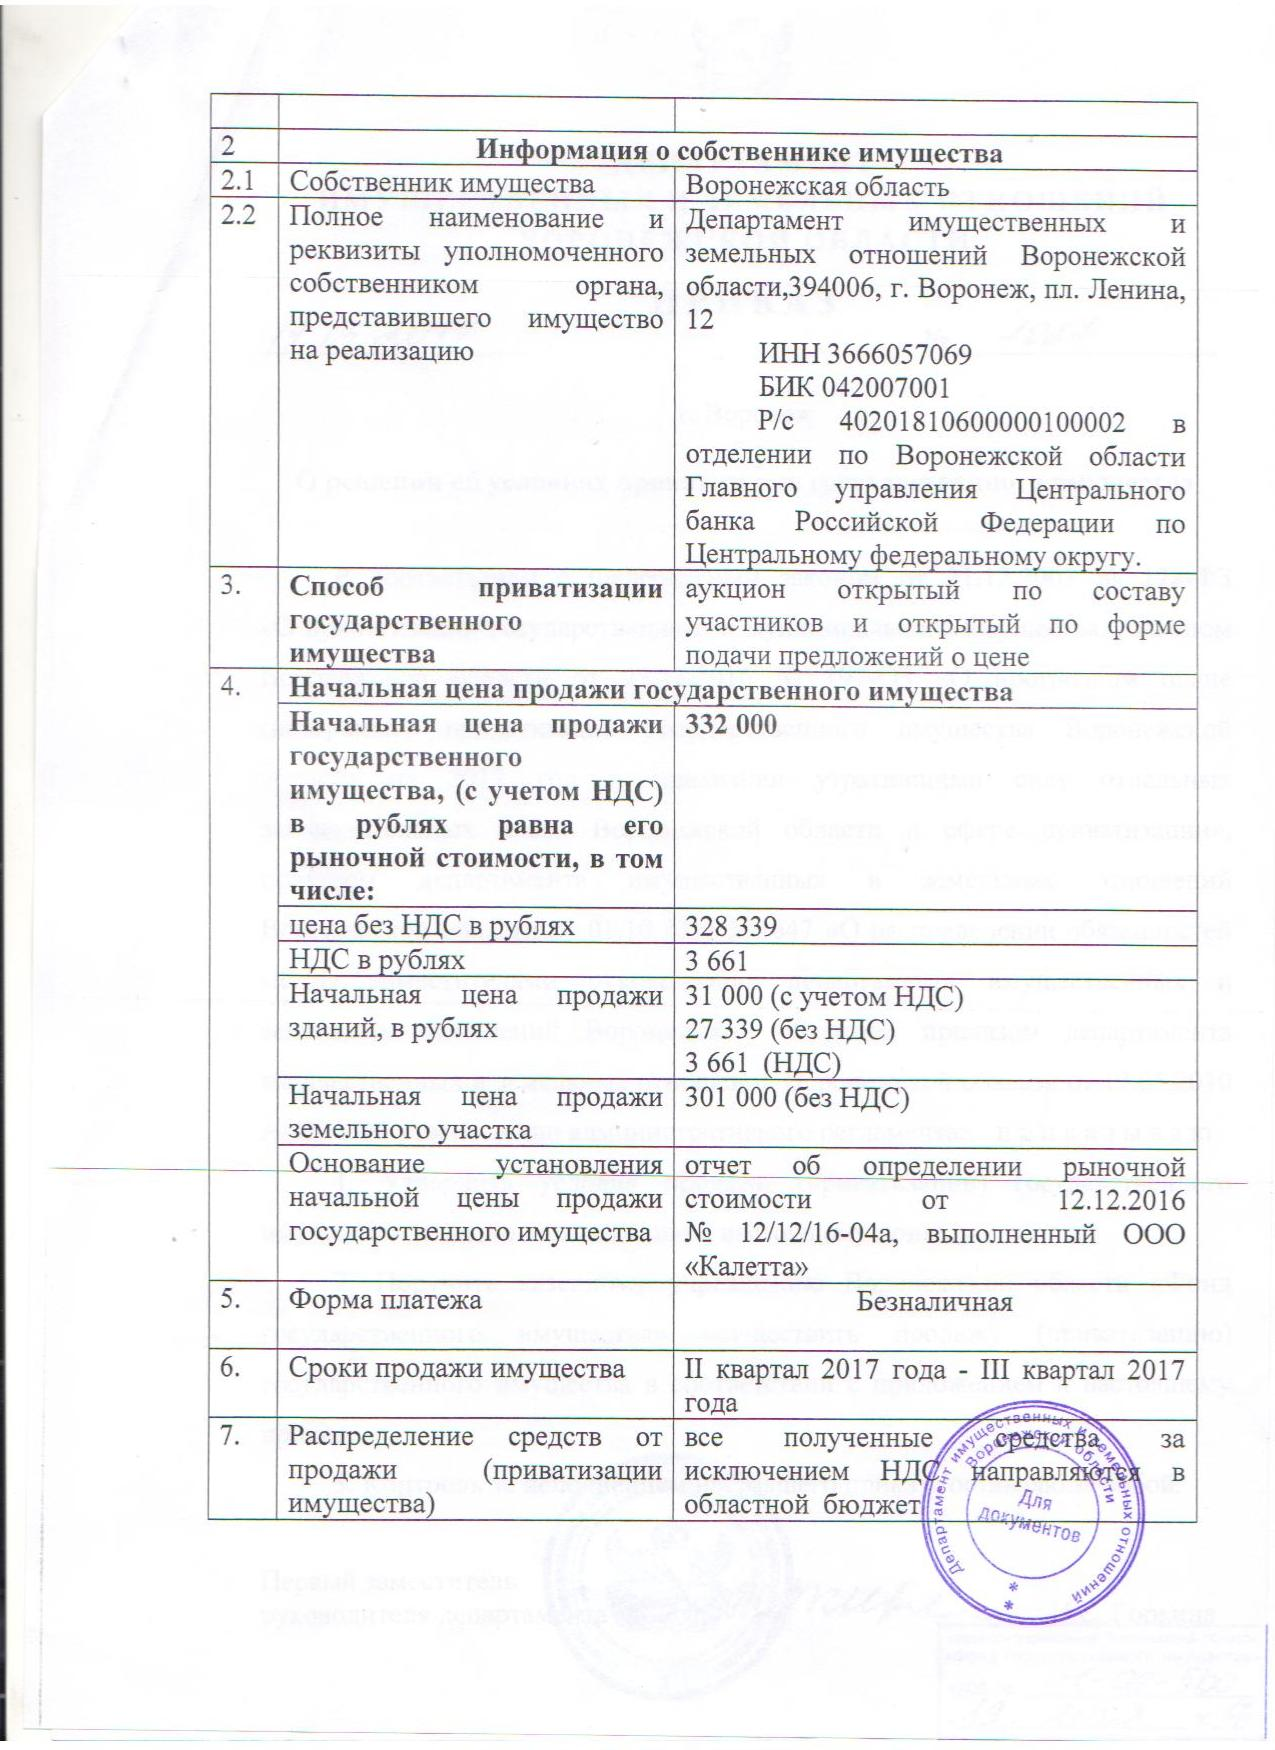 2 Информация о собственнике имущества
2.1 Собственник имущества Воронежская область
2.2 Полное наименование и
реквизиты уполномоченного
собственником органа,
представившего имущество
на реализацию
Департамент имущественных и
земельных отношений Воронежской
области,394006, г. Воронеж, пл. Ленина,
12
ИНН 3666057069
БИК 042007001
Р/с 40201810600000100002 в
отделении по Воронежской области
Главного управления Центрального
банка Российской Федерации по
Центральному федеральному округу.
3. Способ приватизации
государственного
имущества
аукцион открытый по составу
участников и открытый по форме
подачи предложений о цене
4. Начальная цена продажи государственного имущества
Начальная цена продажи
государственного
имущества, (с учетом НДС)
в рублях равна его
рыночной стоимости, в том
числе:
332 000
цена без НДС в рублях 328 339
НДС в рублях 3 661
Начальная цена продажи
зданий, в рублях
31 000 (с учетом НДС)
27 339 (без НДС)
3 661 (НДС)
Начальная цена продажи
земельного участка
301 000 (без НДС)
Основание установления
начальной цены продажи
государственного имущества
отчет об определении рыночной
стоимости от 12.12.2016
№ 12/12/16-04а, выполненный ООО
«Калетта»
5. Форма платежа Безналичная
6. Сроки продажи имущества
II квартал 2017 года - III квартал 2017
года
7. Распределение средств от
продажи (приватизации
имущества)
все полученные средства за
исключением НДС направляются в
областной бюджет
Департамент имущественных и земельных отношений
Воронежской области
Для
документов